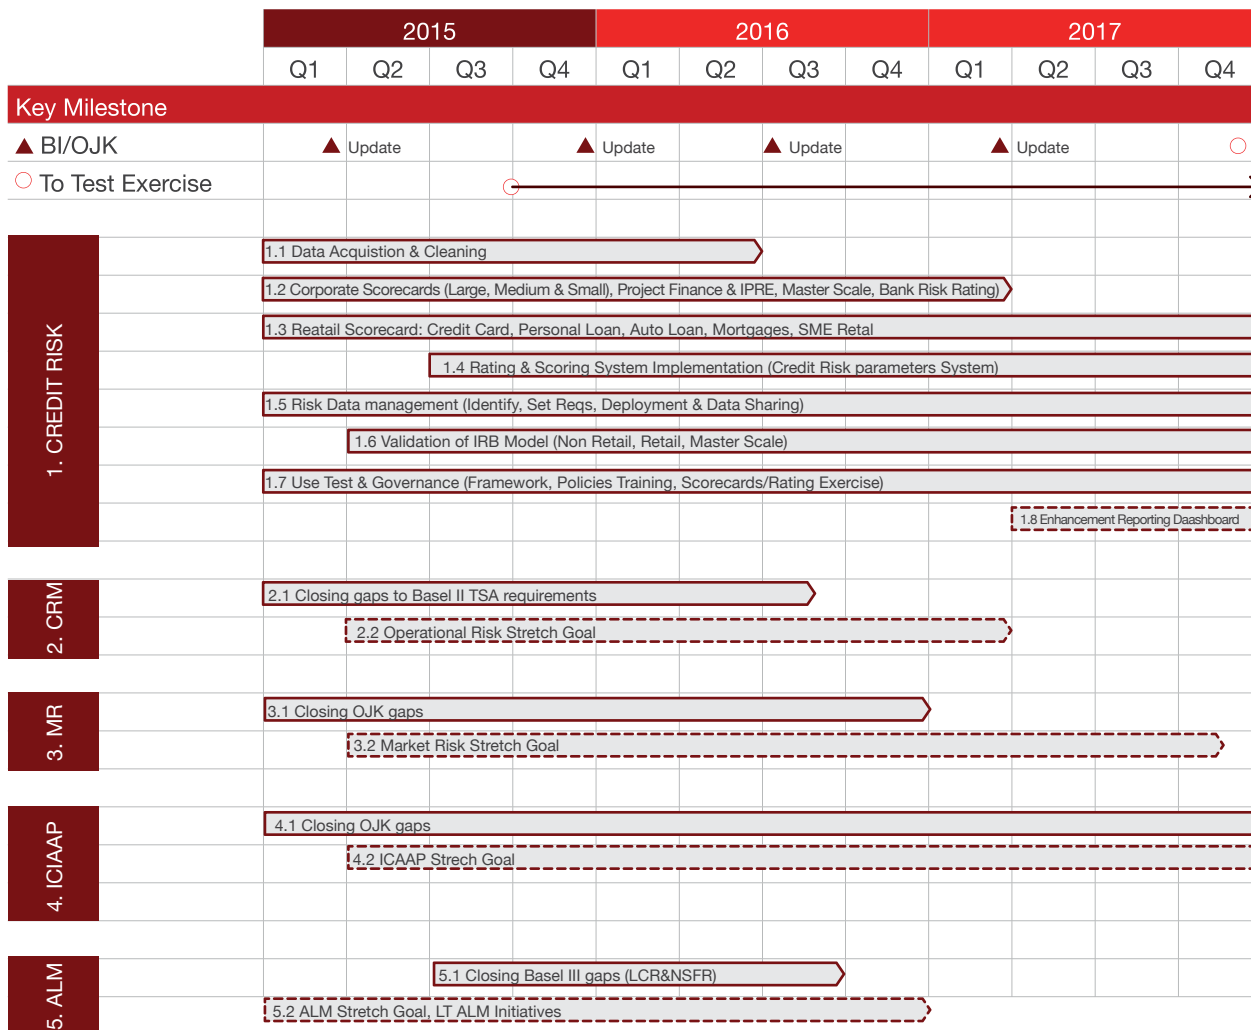 2015 2016 2017
Q1 Q2 Q3 Q4 Q1 Q2 Q3 Q4 Q1 Q2 Q3 Q4
Key Milestone
BI/OJK Update Update Update Update
To Test Exercise
1. CREDIT RISK
1.1 Data Acquistion & Cleaning
1.2 Corporate Scorecards (Large, Medium & Small), Project Finance & IPRE, Master Scale, Bank Risk Rating)
1.3 Reatail Scorecard: Credit Card, Personal Loan, Auto Loan, Mortgages, SME Retal
1.4 Rating & Scoring System Implementation (Credit Risk parameters System)
1.5 Risk Data management (Identify, Set Reqs, Deployment & Data Sharing)
1.6 Validation of IRB Model (Non Retail, Retail, Master Scale)
1.7 Use Test & Governance (Framework, Policies Training, Scorecards/Rating Exercise)
1.8 Enhancement Reporting Daashboard
2. CRM
2.1 Closing gaps to Basel II TSA requirements
2.2 Operational Risk Stretch Goal
3. MR
3.1 Closing OJK gaps
3.2 Market Risk Stretch Goal
4. ICIAAP
4.1 Closing OJK gaps
4.2 ICAAP Strech Goal
5. ALM
5.1 Closing Basel III gaps (LCR&NSFR)
5.2 ALM Stretch Goal, LT ALM Initiatives